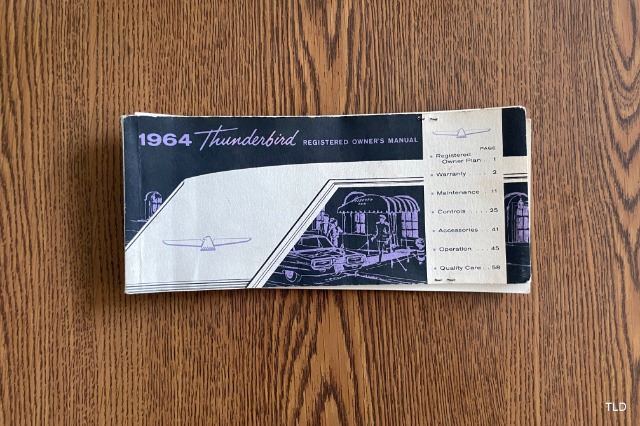 1964 Thunderbird REGISTERED OWNER'S MANUAL
PAGE
Registered
Owner Plan 1
Warranty . . . . 3
Maintenance 11
Controls . . . . 25
Accessories . 41
Operation . . . 45
Quality Care . . 58
TLD